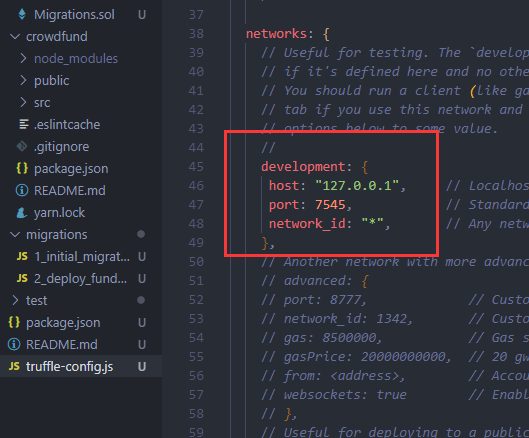 Migrations.sol U
crowdfund
node_modules
public
src
.eslintcache
.gitignore
package.json
README.md
yarn.lock
migrations
JS 1_initial_migrat... U
JS 2_deploy_fund... U
test
package.json U
README.md U
JS truffle-config.js U
37
38 networks: {
39 // Useful for testing. The `develop
40 // if it's defined here and no othe
41 // You should run a client (like ga
42 // tab if you use this network and
43 // options below to some value.
44 //
45 development: {
46 host: "127.0.0.1", // Localhos
47 port: 7545, // Standard
48 network_id: "*", // Any netw
49 },
50 // Another network with more advanc
51 // advanced: {
52 // port: 8777, // Custo
53 // network_id: 1342, // Custo
54 // gas: 8500000, // Gas s
55 // gasPrice: 20000000000, // 20 gw
56 // from: <address>, // Accou
57 // websockets: true // Enabl
58 // },
59 // Useful for deploying to a public